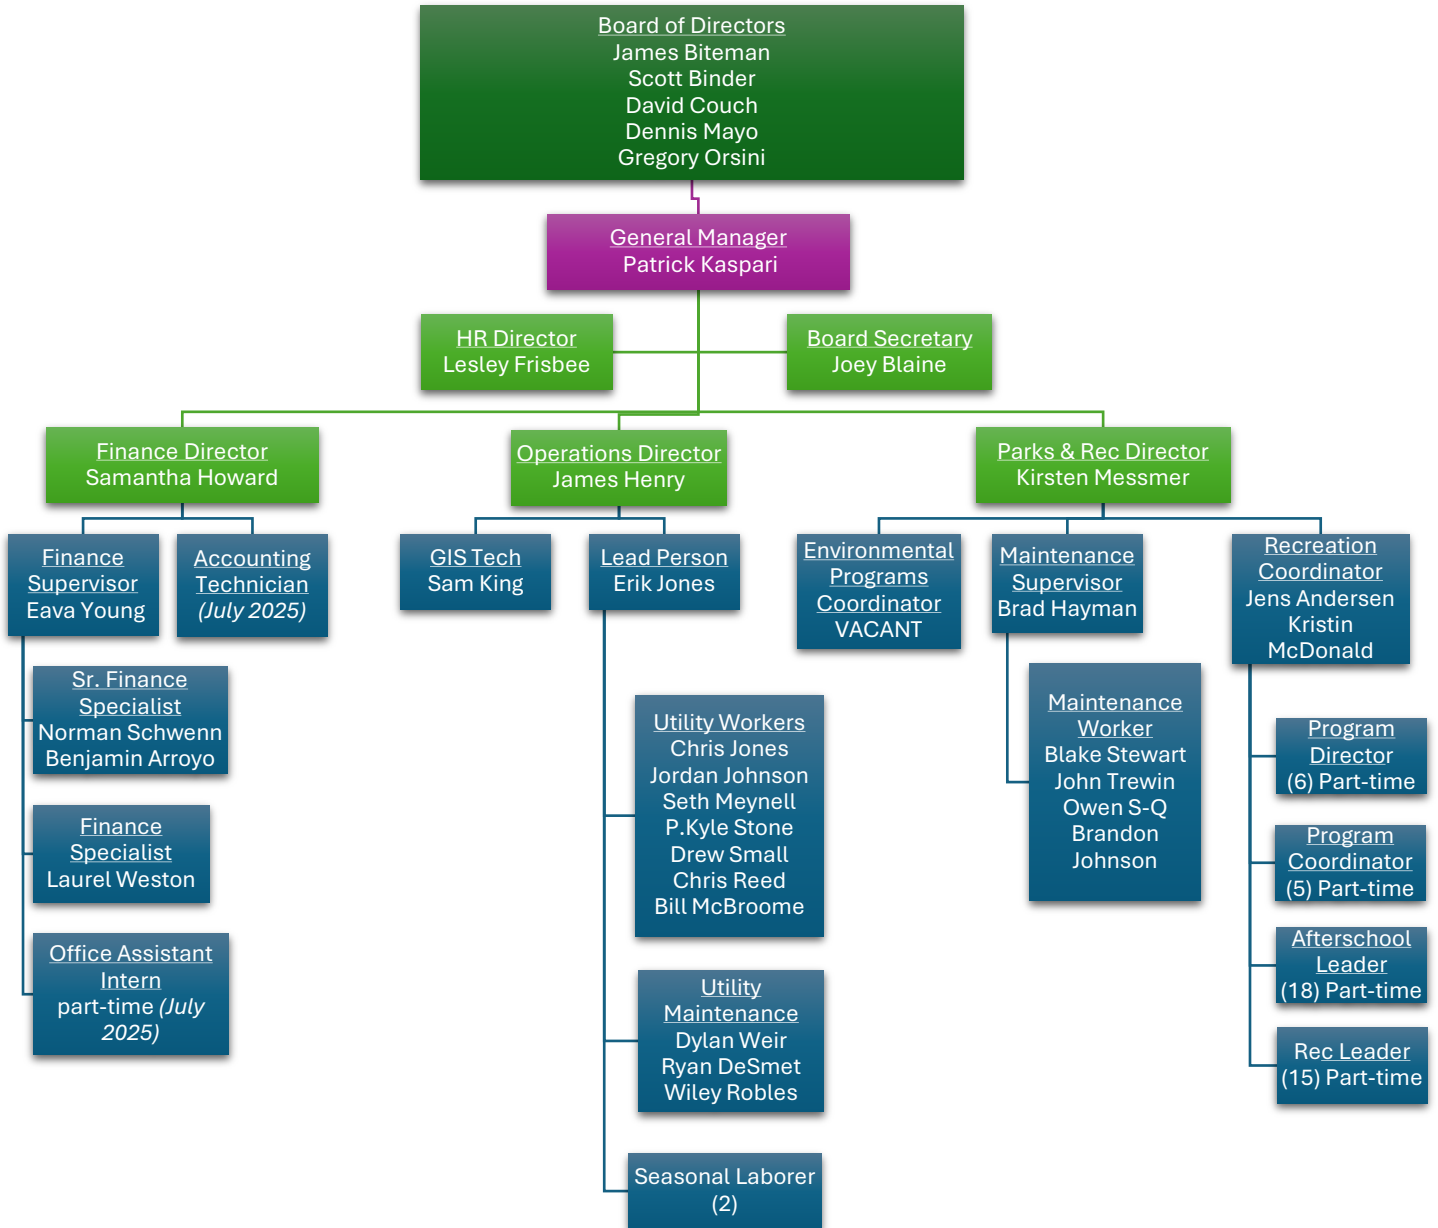 Board of Directors
James Biteman
Scott Binder
David Couch
Dennis Mayo
Gregory Orsini
General Manager
Patrick Kaspari
HR Director
Lesley Frisbee
Board Secretary
Joey Blaine
Finance Director
Samantha Howard
Operations Director
James Henry
Parks & Rec Director
Kirsten Messmer
Finance
Supervisor
Eava Young
Accounting
Technician
(July 2025)
Sr. Finance
Specialist
Norman Schwenn
Benjamin Arroyo
Finance
Specialist
Laurel Weston
Office Assistant
Intern
part-time (July
2025)
GIS Tech
Sam King
Lead Person
Erik Jones
Utility Workers
Chris Jones
Jordan Johnson
Seth Meynell
P.Kyle Stone
Drew Small
Chris Reed
Bill McBroome
Utility
Maintenance
Dylan Weir
Ryan DeSmet
Wiley Robles
Seasonal Laborer
(2)
Environmental
Programs
Coordinator
VACANT
Maintenance
Supervisor
Brad Hayman
Maintenance
Worker
Blake Stewart
John Trewin
Owen S-Q
Brandon
Johnson
Recreation
Coordinator
Jens Andersen
Kristin
McDonald
Program
Director
(6) Part-time
Program
Coordinator
(5) Part-time
Afterschool
Leader
(18) Part-time
Rec Leader
(15) Part-time